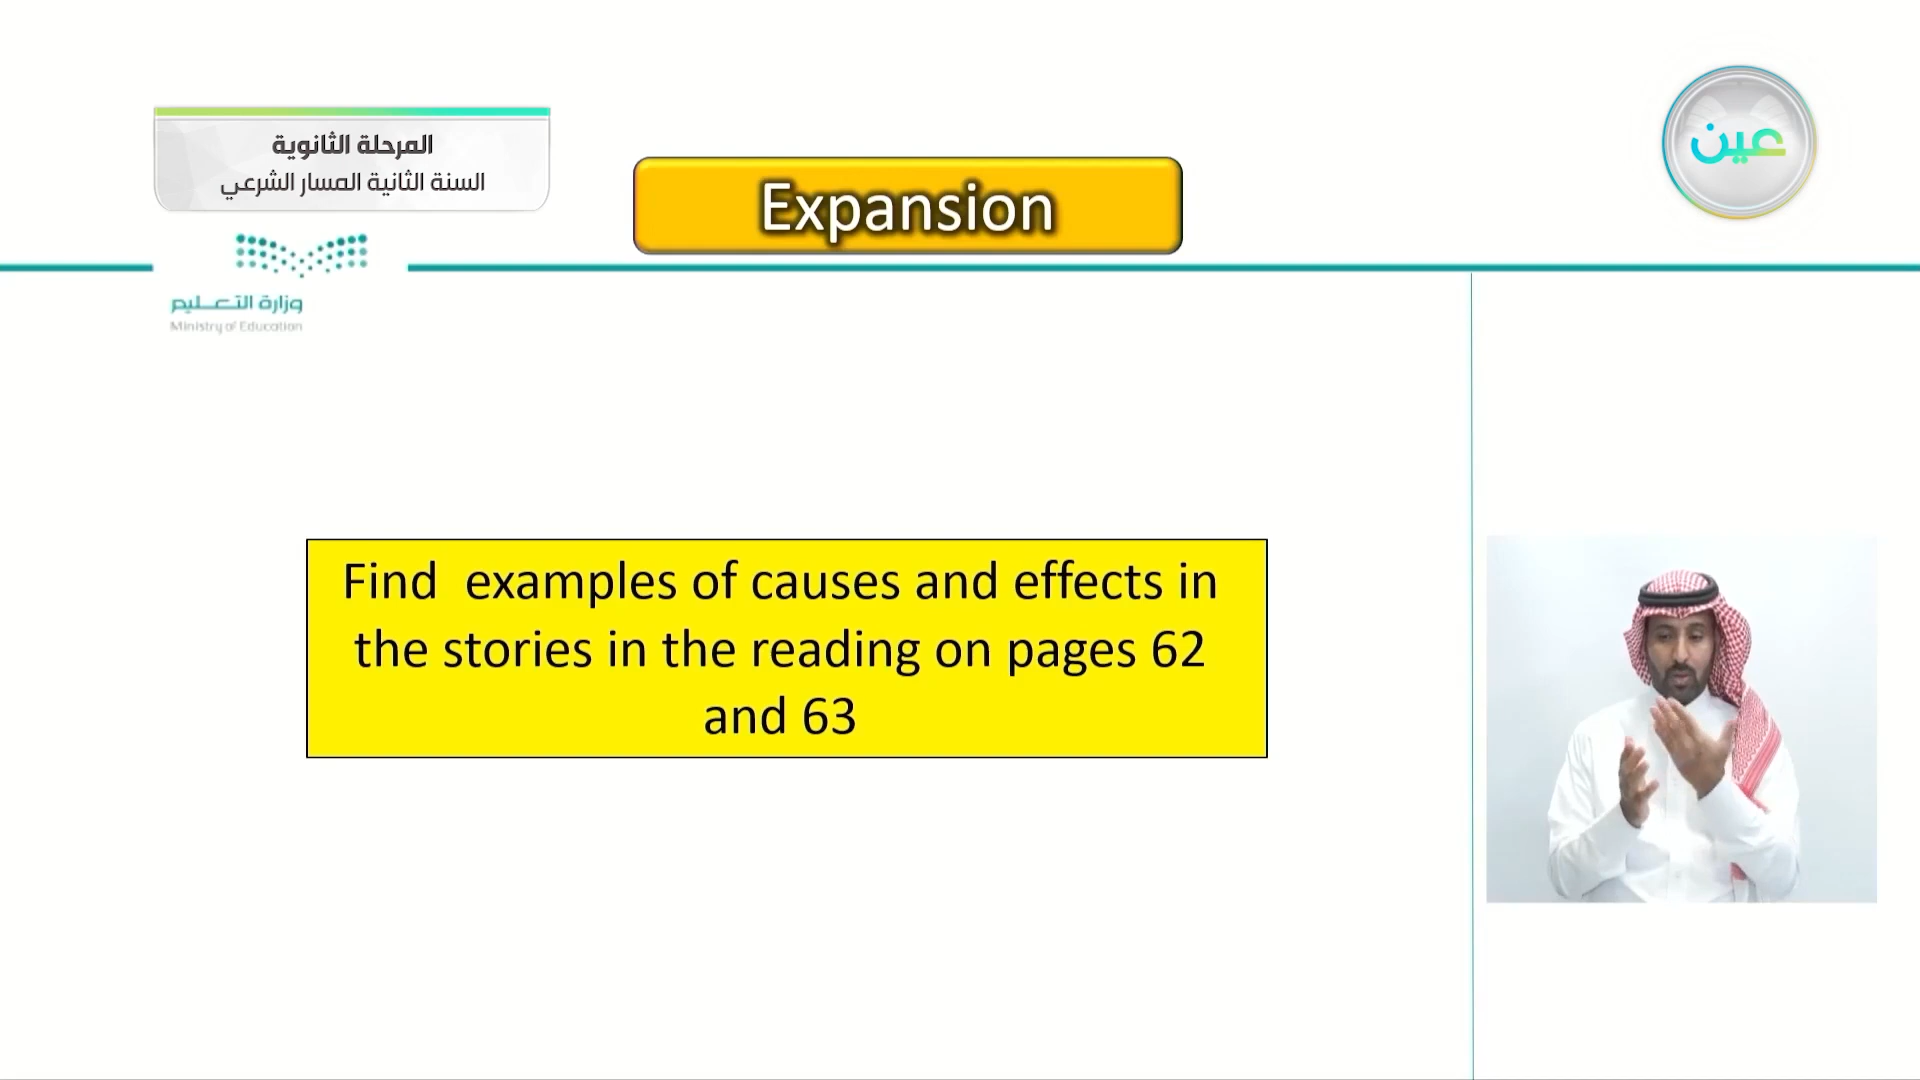 المرحلة الثانوية
السنة الثانية المسار الشرعي
عين
Expansion
وزارة التعليم
Ministry of Education
Find examples of causes and effects in
the stories in the reading on pages 62
and 63